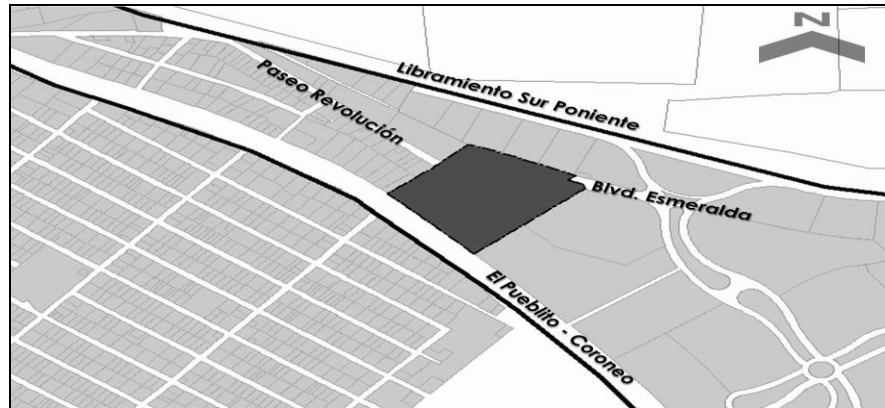 N
Libramiento Sur Poniente
Paseo Revolución
Blvd. Esmeralda
El Pueblito - Coroneo